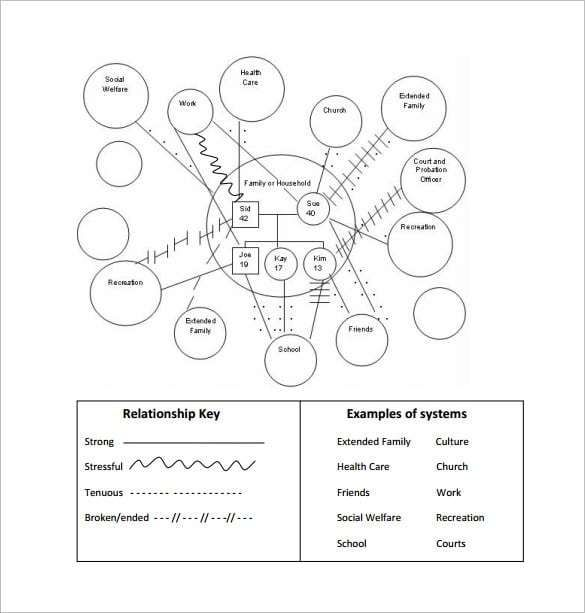 Social
Welfare
Work
Health
Care
Church
Extended
Family
Court and
Probation
Officer
Family or Household
Sid
42
Sue
40
Recreation
Joe
19
Kay
17
Kim
13
Recreation
Extended
Family
School
Friends
Relationship Key
Strong
Stressful
Tenuous
Broken/ended
Examples of systems
Extended Family Culture
Health Care Church
Friends Work
Social Welfare Recreation
School Courts